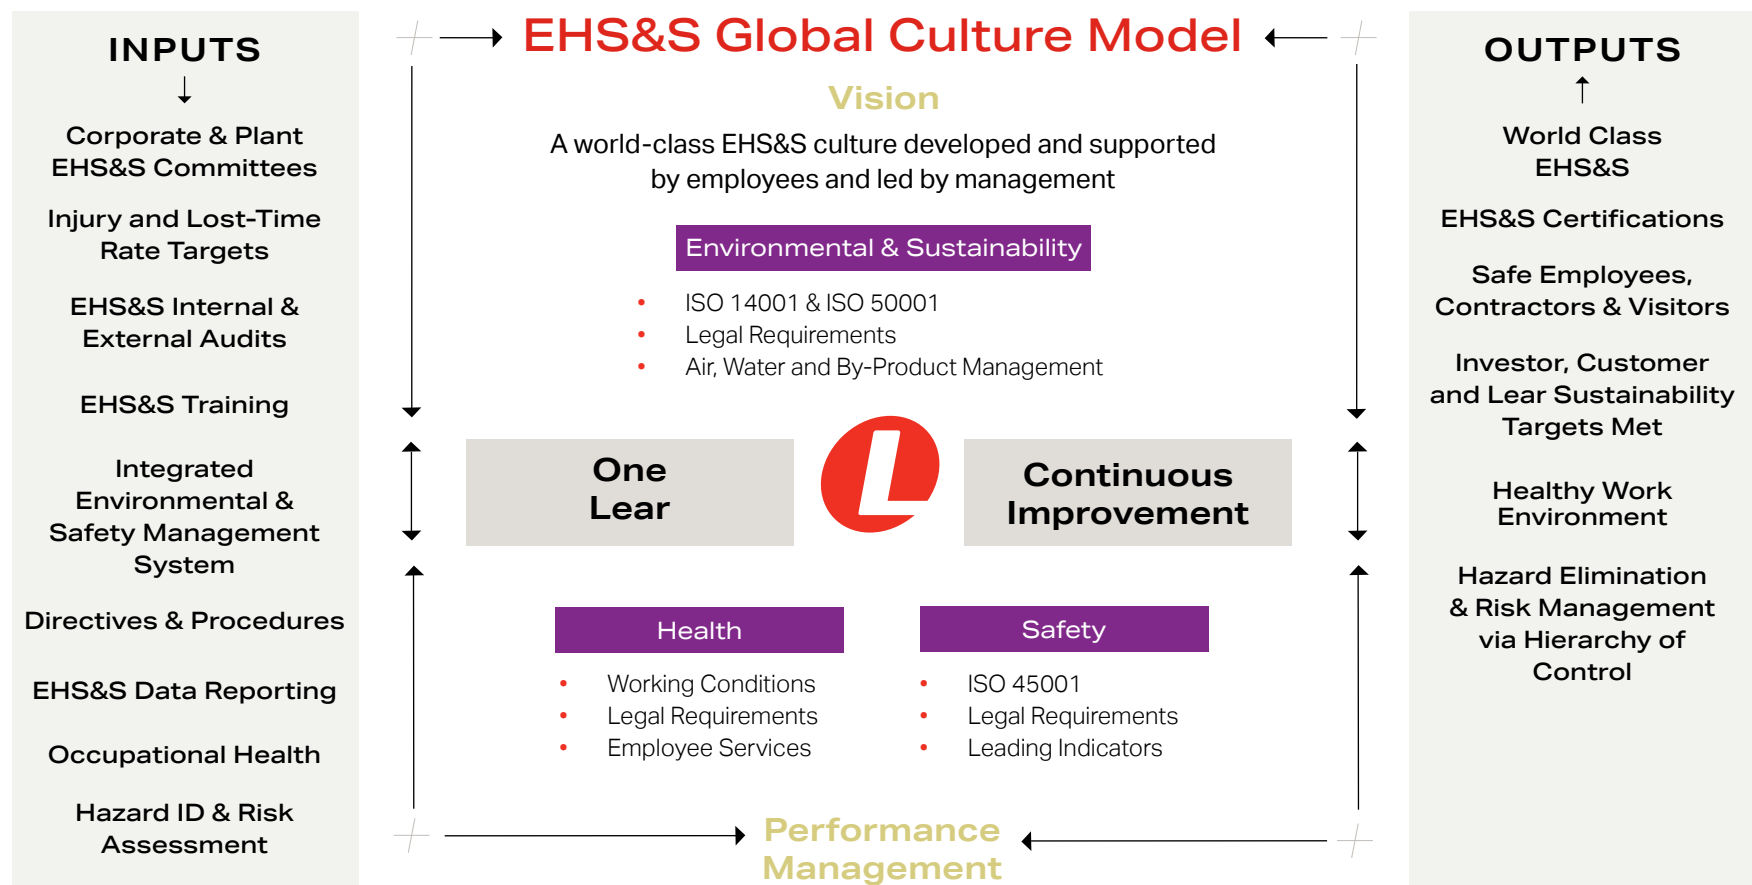 INPUTS
Corporate & Plant
EHS&S Committees
Injury and Lost-Time
Rate Targets
EHS&S Internal &
External Audits
EHS&S Training
Integrated
Environmental &
Safety Management
System
Directives & Procedures
EHS&S Data Reporting
Occupational Health
Hazard ID & Risk
Assessment
EHS&S Global Culture Model
Vision
A world-class EHS&S culture developed and supported
by employees and led by management
Environmental & Sustainability
• ISO 14001 & ISO 50001
• Legal Requirements
• Air, Water and By-Product Management
One
Lear
L
Continuous
Improvement
Health
• Working Conditions
• Legal Requirements
• Employee Services
Safety
• ISO 45001
• Legal Requirements
• Leading Indicators
Performance
Management
OUTPUTS
World Class
EHS&S
EHS&S Certifications
Safe Employees,
Contractors & Visitors
Investor, Customer
and Lear Sustainability
Targets Met
Healthy Work
Environment
Hazard Elimination
& Risk Management
via Hierarchy of
Control